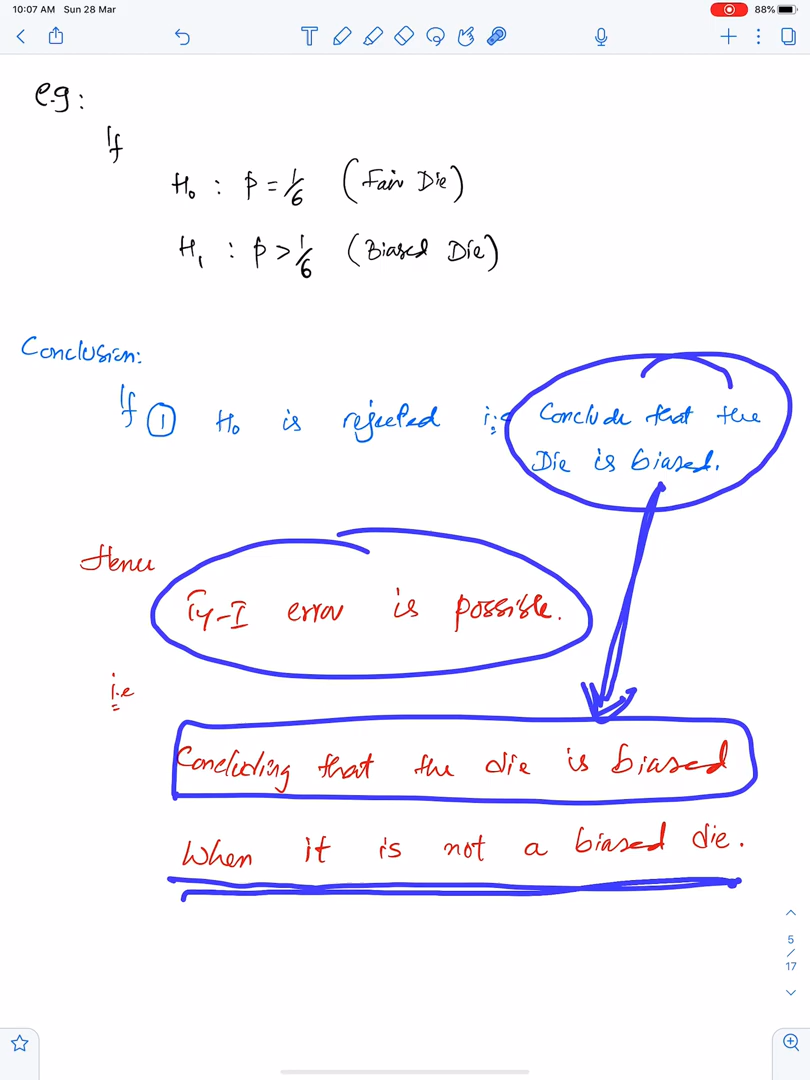 10:07 AM Sun 28 Mar
88%
e.g:
If
H₀ : p = 1/6 (Fair Die)
H₁ : p > 1/6 (Biased Die)
Conclusion:
If ① H₀ is rejected i.e Conclude that the
Die is biased.
Hence
Ty-I error is possible.
i.e
Concluding that the die is biased
When it is not a biased die.
5
/
17